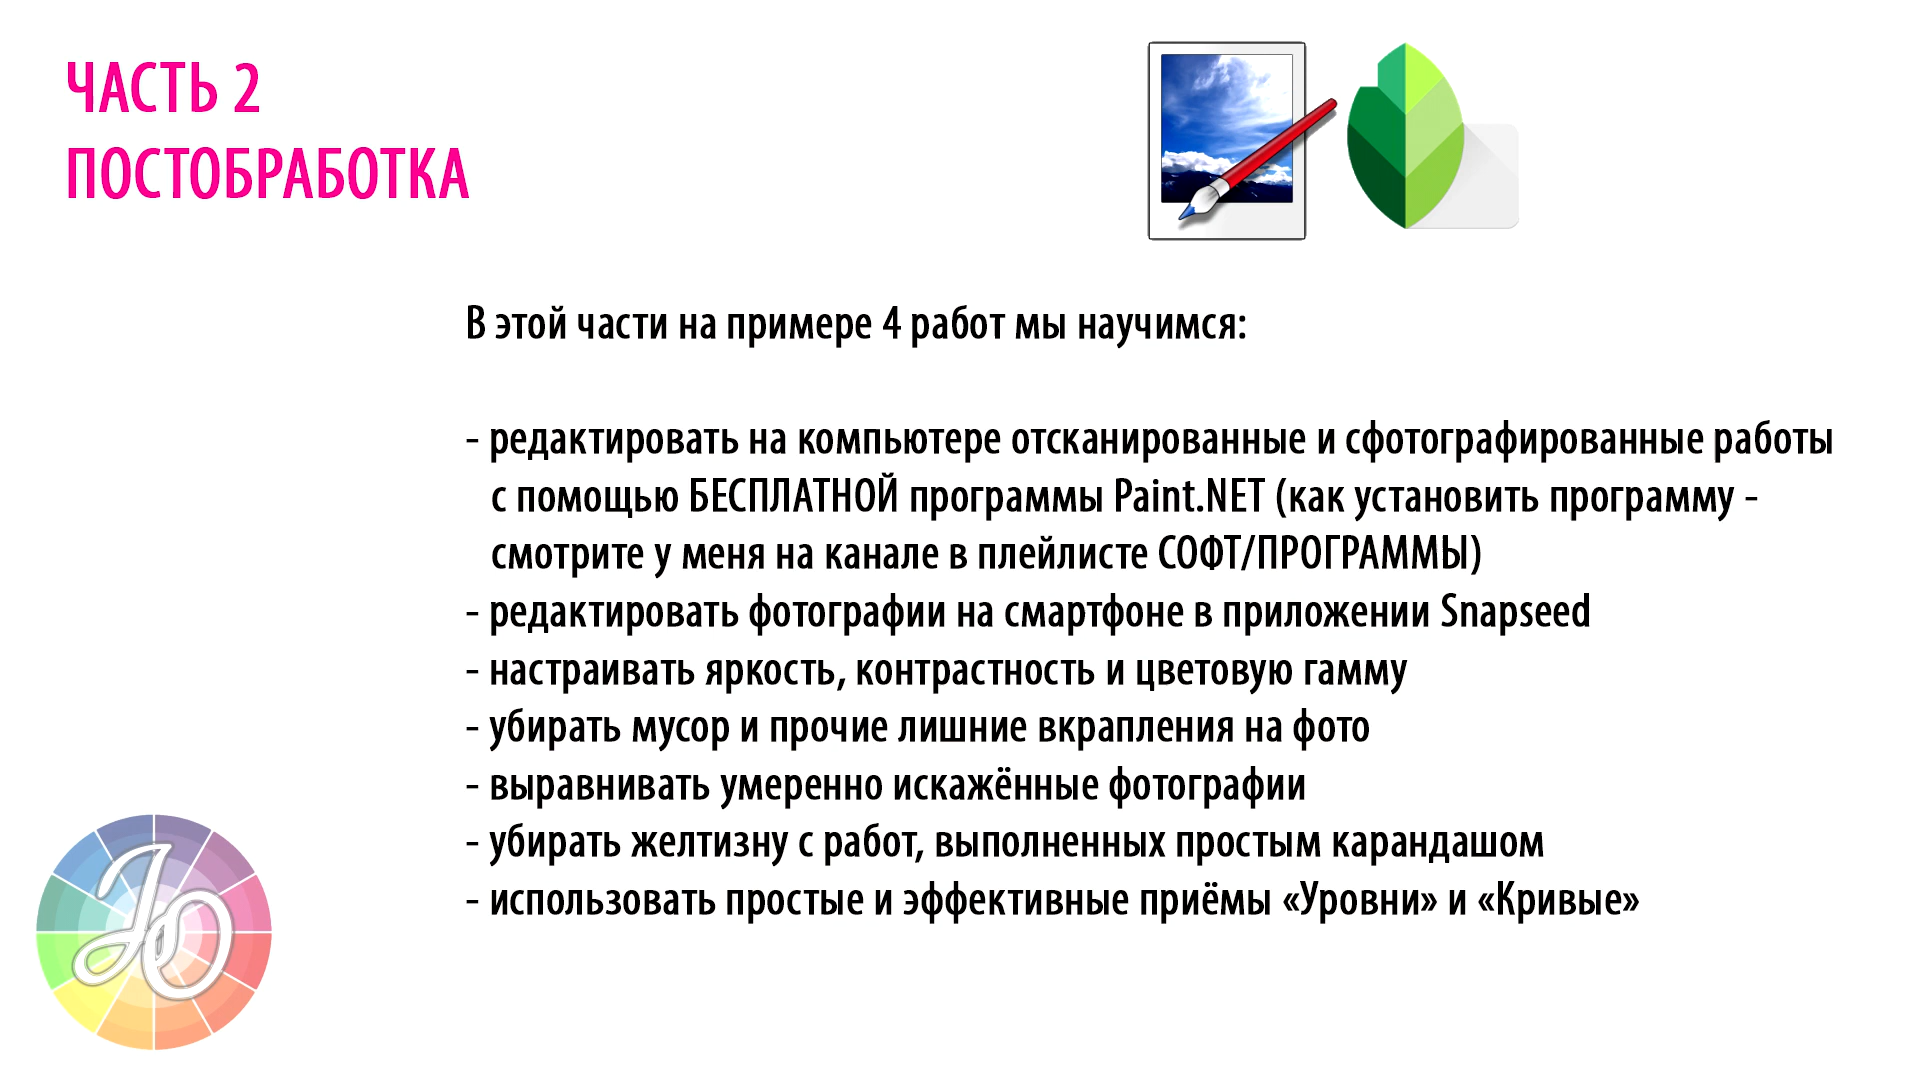 ЧАСТЬ 2
ПОСТОБРАБОТКА
В этой части на примере 4 работ мы научимся:
- редактировать на компьютере отсканированные и сфотографированные работы
с помощью БЕСПЛАТНОЙ программы Paint.NET (как установить программу -
смотрите у меня на канале в плейлисте СОФТ/ПРОГРАММЫ)
- редактировать фотографии на смартфоне в приложении Snapseed
- настраивать яркость, контрастность и цветовую гамму
- убирать мусор и прочие лишние вкрапления на фото
- выравнивать умеренно искажённые фотографии
- убирать желтизну с работ, выполненных простым карандашом
- использовать простые и эффективные приёмы «Уровни» и «Кривые»